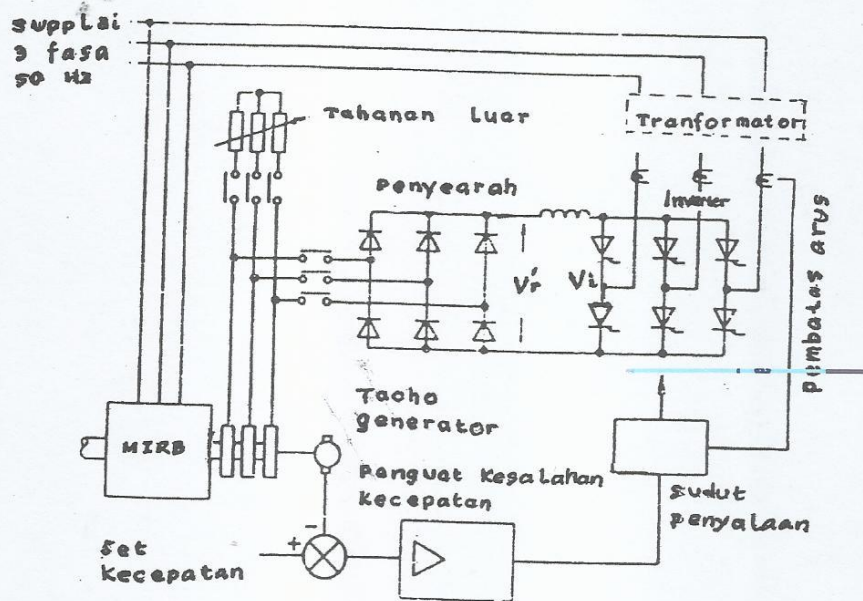 supplai
3 fasa
50 Hz
Tahanan luar
Tranformator
Penyearah
Inverter
Vr'
Vi
pembatas arus
MIRB
Tacho
generator
Penguat Kesalahan
Kecepatan
sudut
penyalaan
-
+
Set
Kecepatan